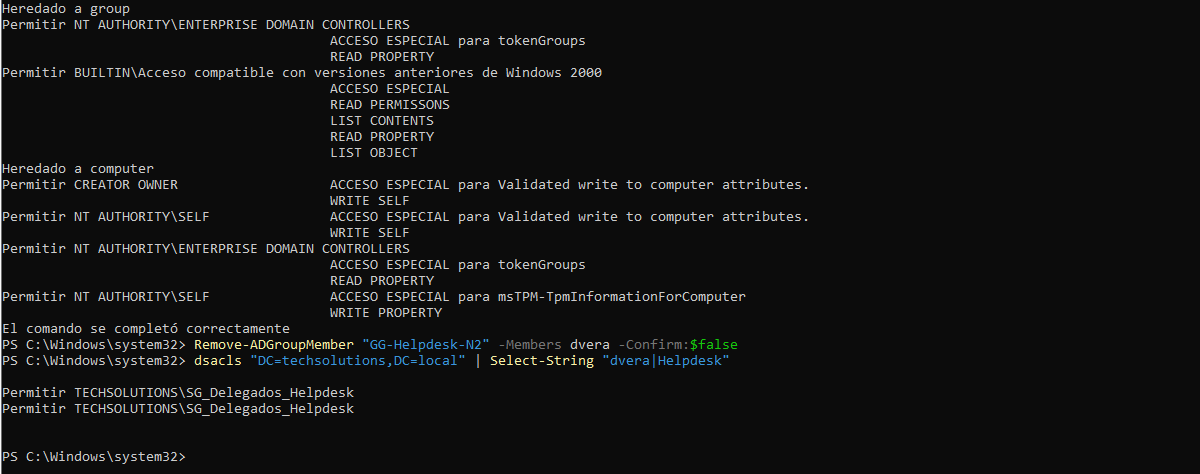 Heredado a group
Permitir NT AUTHORITY\ENTERPRISE DOMAIN CONTROLLERS
ACCESO ESPECIAL para tokenGroups
READ PROPERTY
Permitir BUILTIN\Acceso compatible con versiones anteriores de Windows 2000
ACCESO ESPECIAL
READ PERMISSONS
LIST CONTENTS
READ PROPERTY
LIST OBJECT
Heredado a computer
Permitir CREATOR OWNER ACCESO ESPECIAL para Validated write to computer attributes.
WRITE SELF
Permitir NT AUTHORITY\SELF ACCESO ESPECIAL para Validated write to computer attributes.
WRITE SELF
Permitir NT AUTHORITY\ENTERPRISE DOMAIN CONTROLLERS
ACCESO ESPECIAL para tokenGroups
READ PROPERTY
Permitir NT AUTHORITY\SELF ACCESO ESPECIAL para msTPM-TpmInformationForComputer
WRITE PROPERTY
El comando se completó correctamente
PS C:\Windows\system32> Remove-ADGroupMember "GG-Helpdesk-N2" -Members dvera -Confirm:$false
PS C:\Windows\system32> dsacls "DC=techsolutions,DC=local" | Select-String "dvera|Helpdesk"
Permitir TECHSOLUTIONS\SG_Delegados_Helpdesk
Permitir TECHSOLUTIONS\SG_Delegados_Helpdesk
PS C:\Windows\system32>